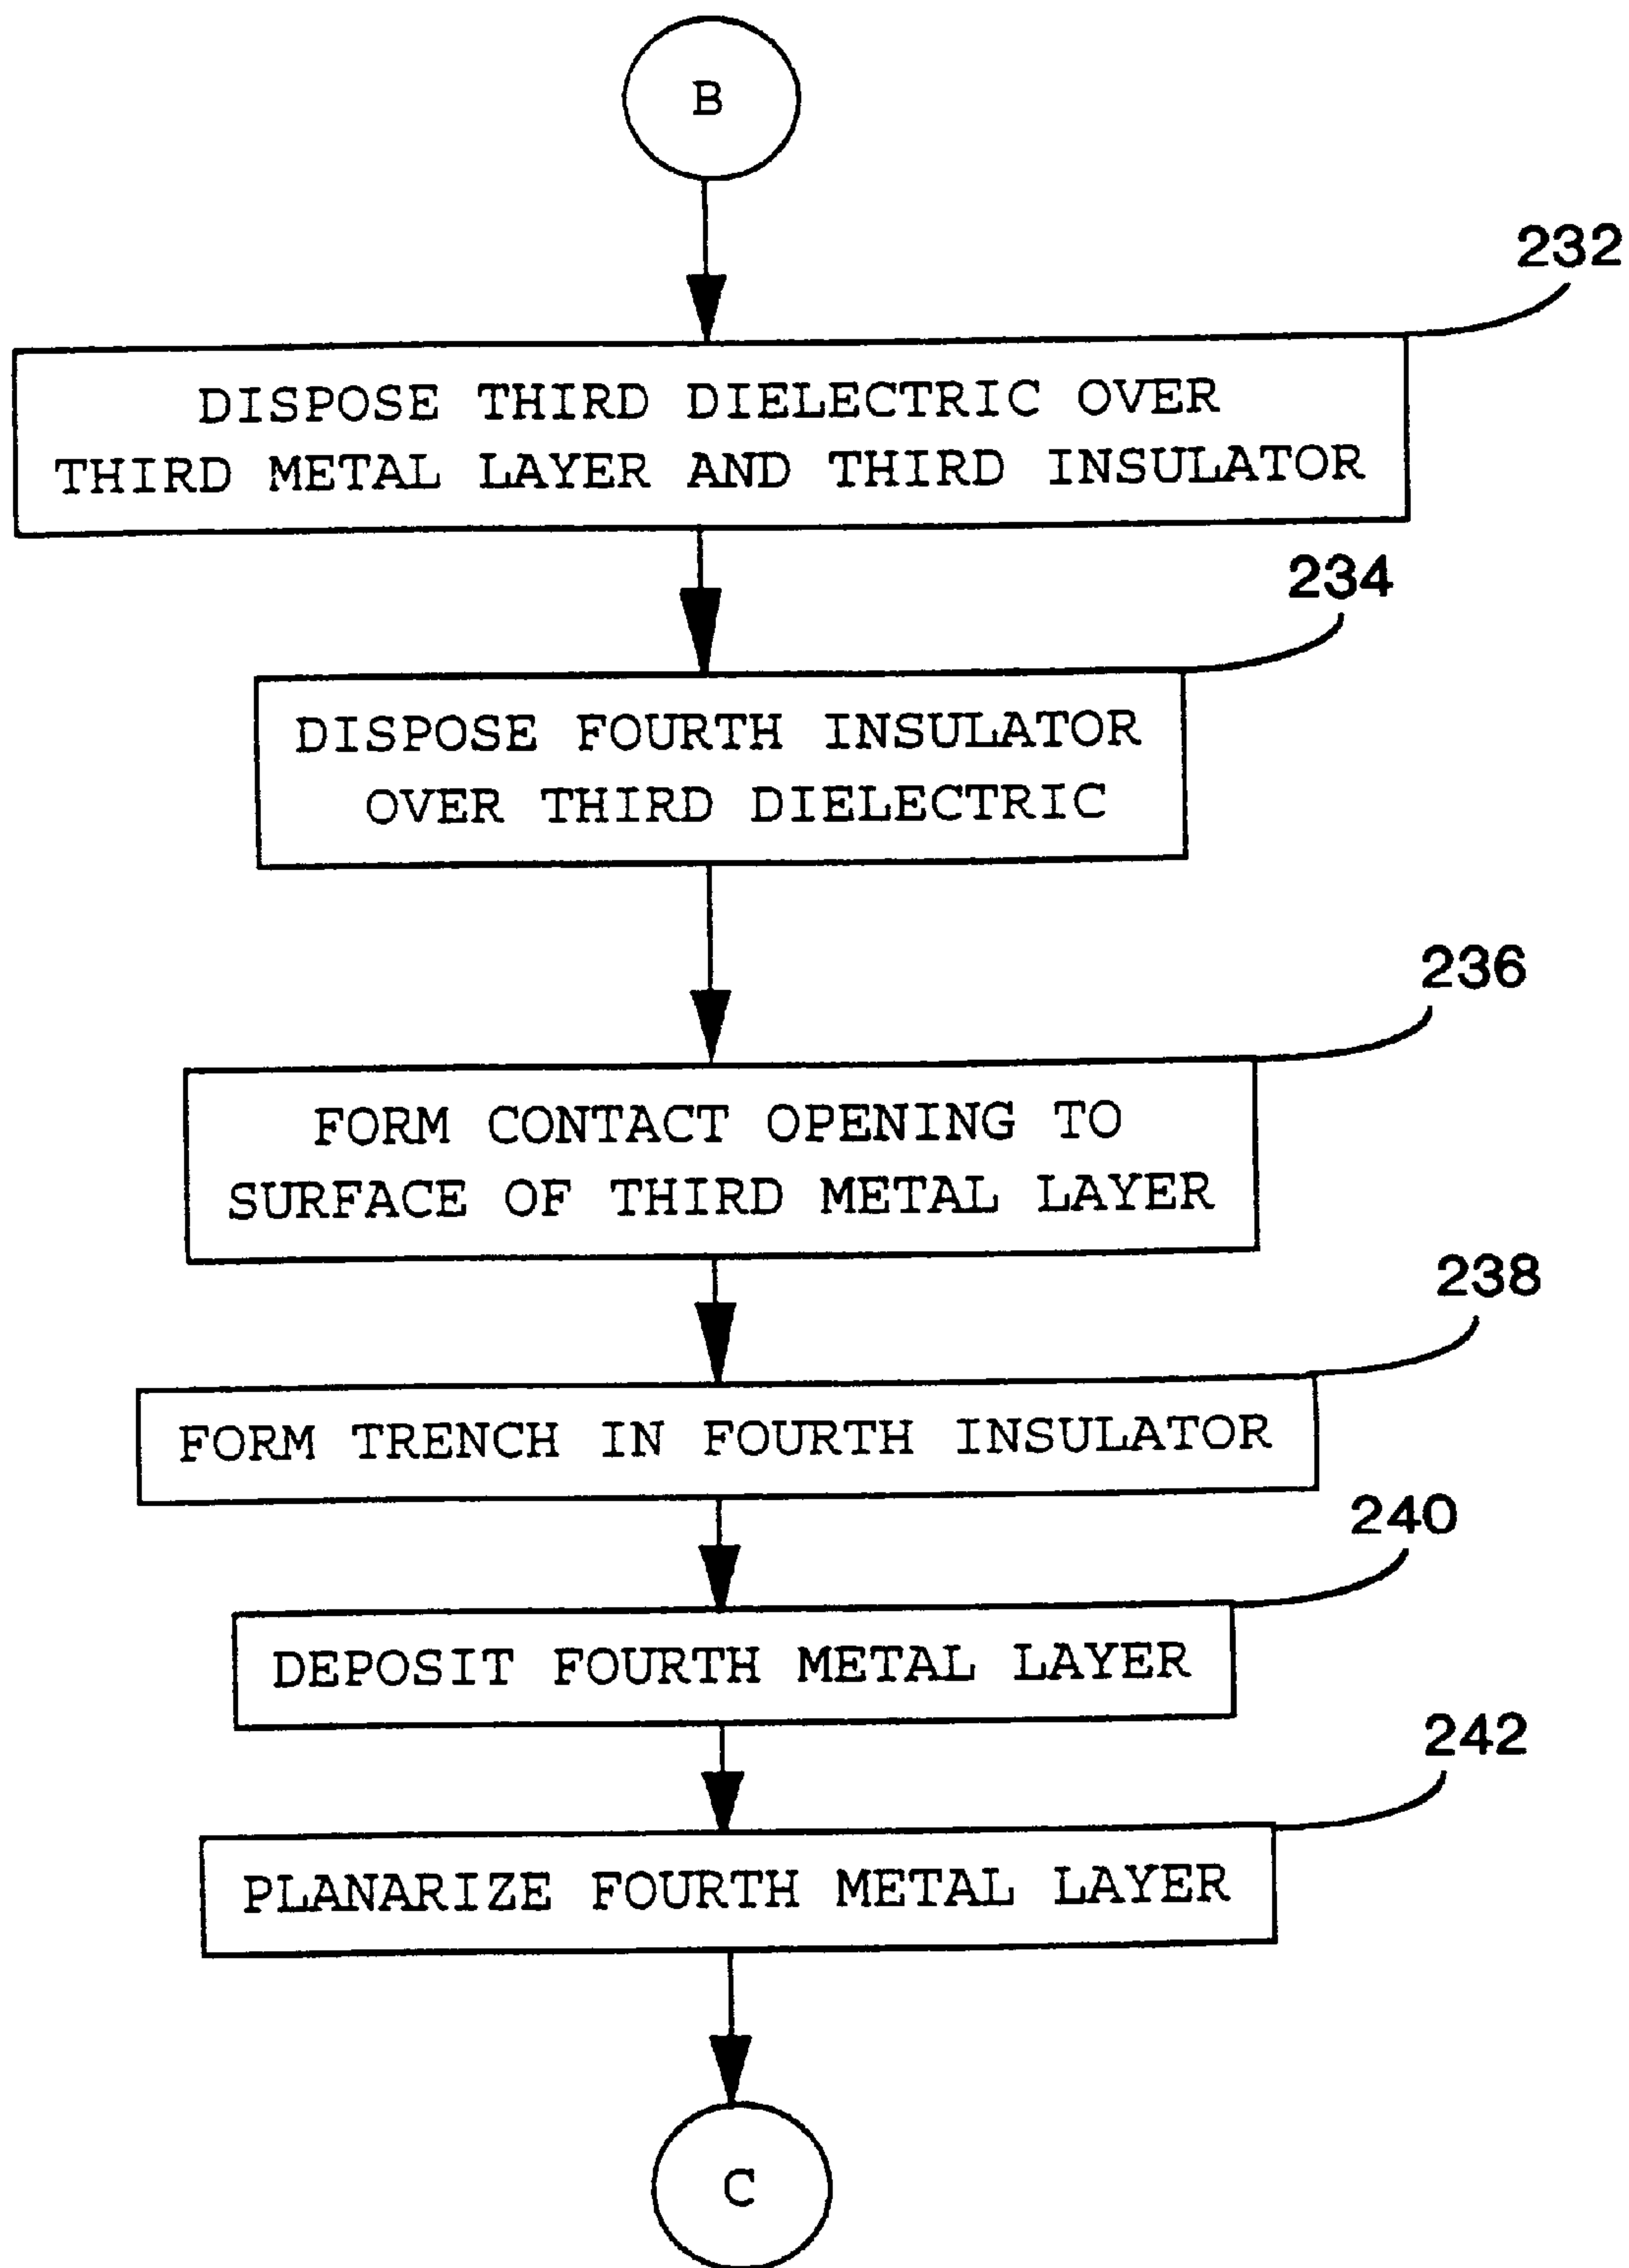 B
232
DISPOSE THIRD DIELECTRIC OVER
THIRD METAL LAYER AND THIRD INSULATOR
234
DISPOSE FOURTH INSULATOR
OVER THIRD DIELECTRIC
236
FORM CONTACT OPENING TO
SURFACE OF THIRD METAL LAYER
238
FORM TRENCH IN FOURTH INSULATOR
240
DEPOSIT FOURTH METAL LAYER
242
PLANARIZE FOURTH METAL LAYER
C